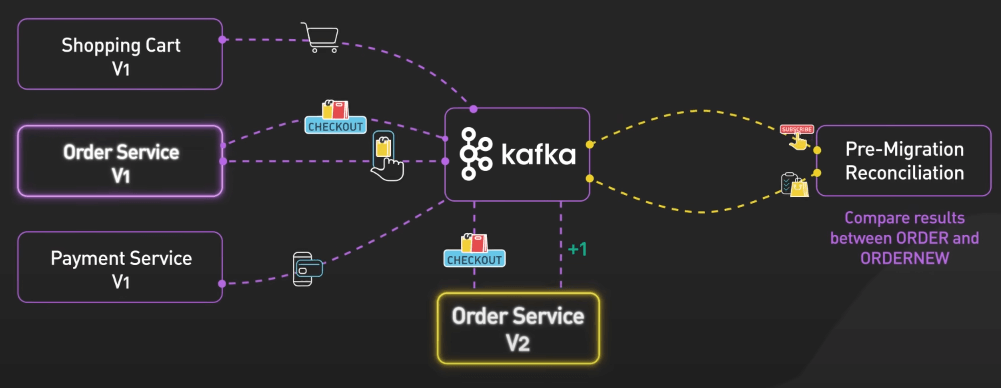 Shopping Cart
V1
CHECKOUT
Order Service
V1
kafka
SUBSCRIBE
Pre-Migration
Reconciliation
Compare results
between ORDER and
ORDERNEW
Payment Service
V1
CHECKOUT
+1
Order Service
V2